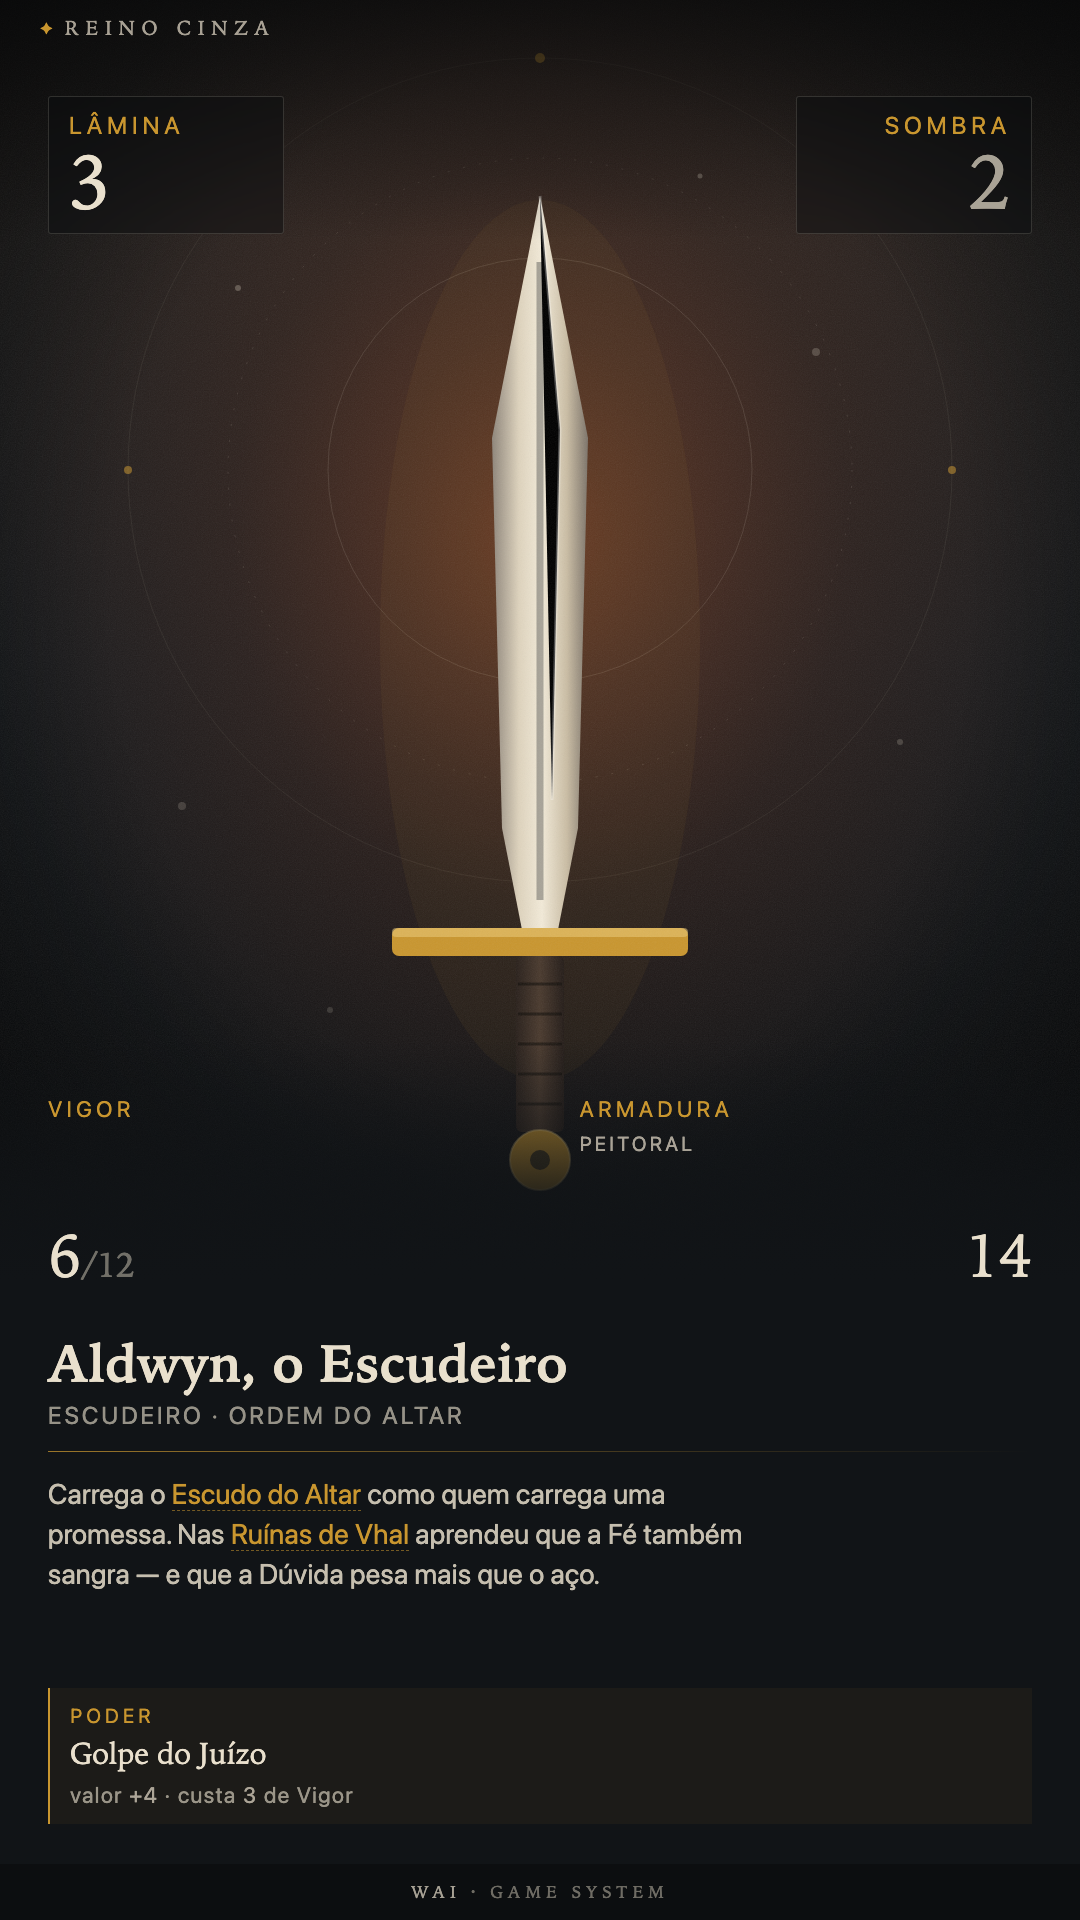 REINO CINZA
LÂMINA
3
SOMBRA
2
VIGOR
ARMADURA
PEITORAL
6/12
14
Aldwyn, o Escudeiro
ESCUDEIRO · ORDEM DO ALTAR
Carrega o Escudo do Altar como quem carrega uma
promessa. Nas Ruínas de Vhal aprendeu que a Fé também
sangra — e que a Dúvida pesa mais que o aço.
PODER
Golpe do Juízo
valor +4 · custa 3 de Vigor
WAI · GAME SYSTEM